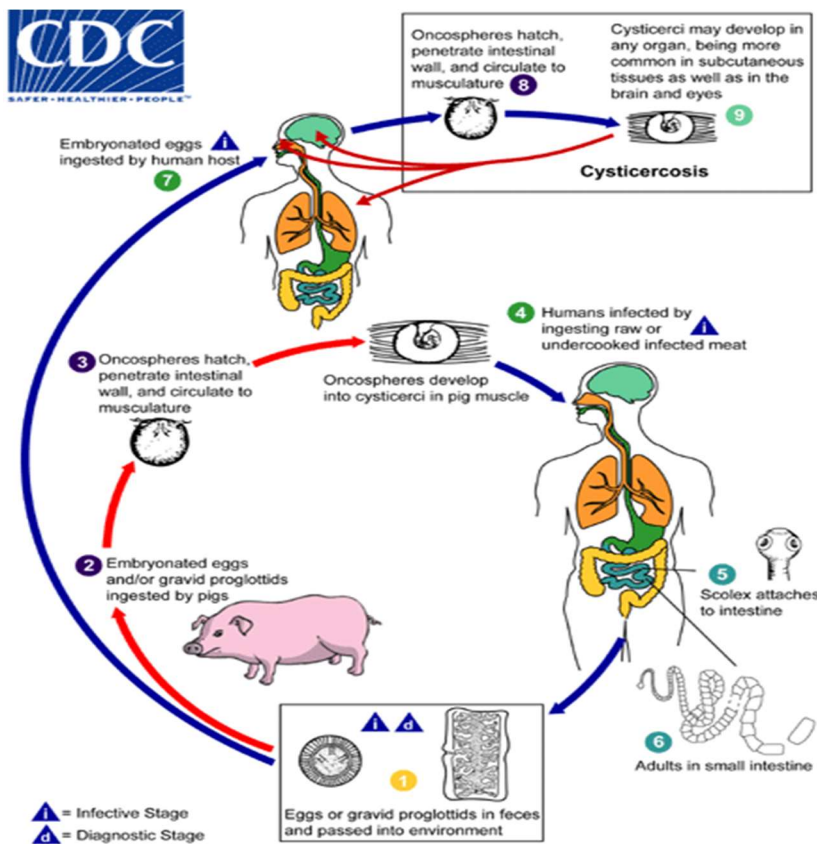 CDC
SAFER • HEALTHIER • PEOPLE™
Oncospheres hatch,
penetrate intestinal
wall, and circulate to
musculature 8
Cysticerci may develop in
any organ, being more
common in subcutaneous
tissues as well as in the
brain and eyes
9
Cysticercosis
Embryonated eggs i
ingested by human host
7
3 Oncospheres hatch,
penetrate intestinal
wall, and circulate to
musculature
Oncospheres develop
into cysticerci in pig muscle
4 Humans infected by
ingesting raw or
undercooked infected meat
i
2 Embryonated eggs
and/or gravid proglottids
ingested by pigs
5
Scolex attaches
to intestine
6
Adults in small intestine
i d
1
Eggs or gravid proglottids in feces
and passed into environment
i = Infective Stage
d = Diagnostic Stage